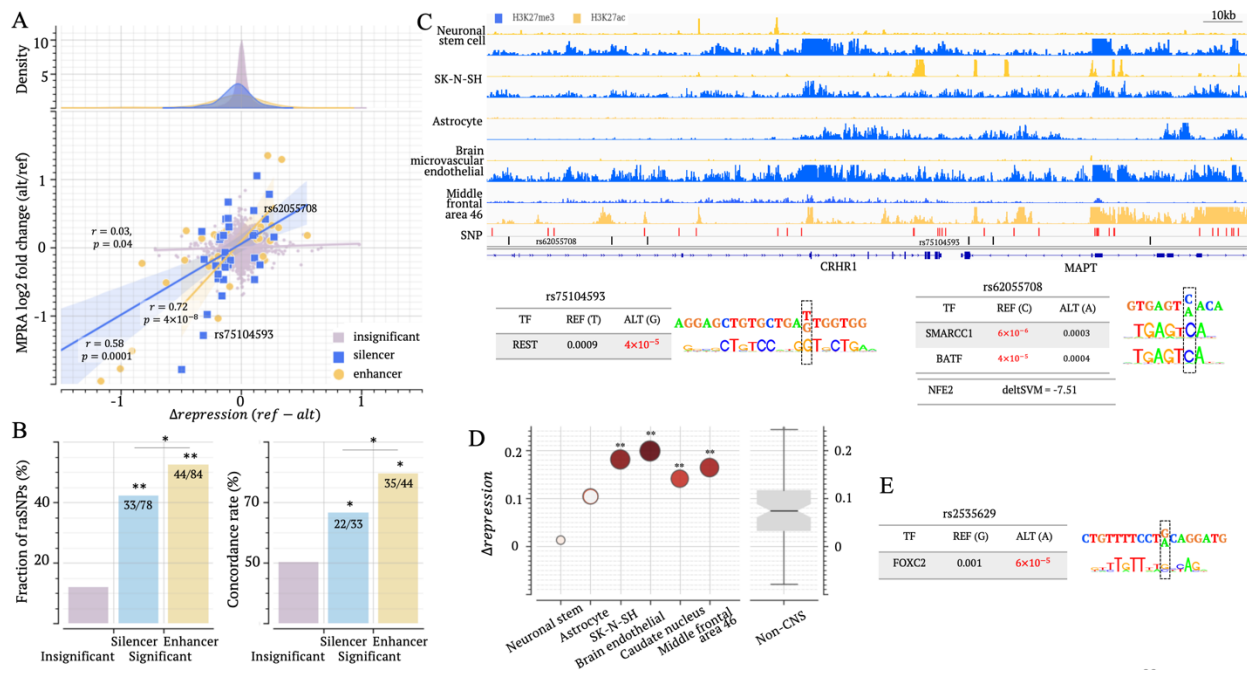 A
Density
10
5
MPRA log2 fold change (alt/ref)
1
0
-1
rs62055708
r = 0.03,
p = 0.04
r = 0.72
p = 4×10⁻⁸
rs75104593
r = 0.58
p = 0.0001
insignificant
silencer
enhancer
-1
0
1
Δrepression (ref − alt)
B
Fraction of raSNPs (%)
60
40
20
*
**
33/78
**
44/84
Silencer Enhancer
Insignificant Significant
Concordance rate (%)
90
70
50
*
*
22/33
*
35/44
Silencer Enhancer
Insignificant Significant
C
H3K27me3 H3K27ac
10kb
Neuronal
stem cell
SK-N-SH
Astrocyte
Brain
microvascular
endothelial
Middle
frontal
area 46
SNP
rs62055708
rs75104593
CRHR1
MAPT
rs75104593
TF REF (T) ALT (G)
REST 0.0009 4×10⁻⁵
rs62055708
TF REF (C) ALT (A)
SMARCC1 6×10⁻⁶ 0.0003
BATF 4×10⁻⁵ 0.0004
NFE2 deltSVM = -7.51
T
AGGAGCTGTGCTGAGTGGTGG
C
GTGAGTAACA
TGAGTCA
TGAGTCA
D
Δrepression
0.2
0.1
0
**
**
**
**
Neuronal stem
Astrocyte
SK-N-SH
Brain endothelial
Caudate nucleus
Middle frontal
area 46
0.2
0.1
0
Non-CNS
E
rs2535629
TF REF (G) ALT (A)
FOXC2 0.001 6×10⁻⁵
G
CTGTTTTCCTACAGGATG